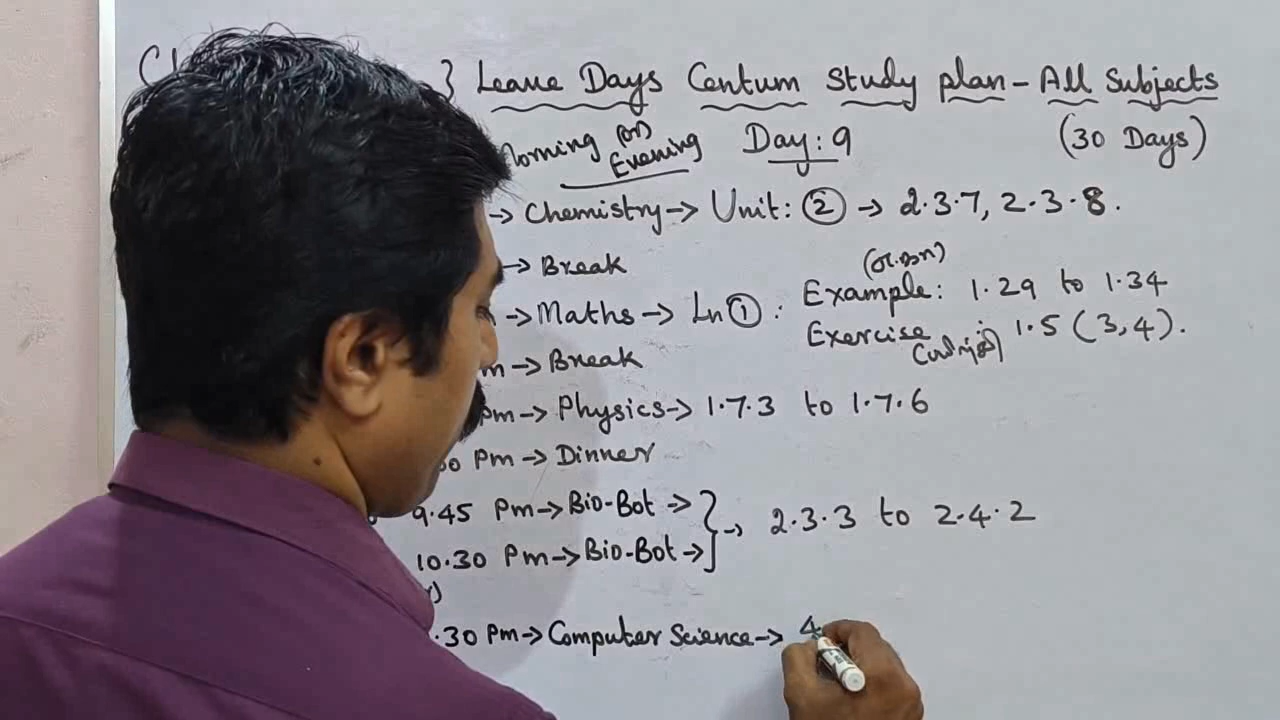 } Leave Days Centum Study plan - All Subjects
Morning (or) Evening Day: 9 (30 Days)
→ Chemistry → Unit: ② → 2.3.7, 2.3.8.
→ Break
→ Maths → Ln ① : Example: 1.29 to 1.34
Exercise : 1.5 (3,4).
m → Break
Pm → Physics → 1.7.3 to 1.7.6
00 Pm → Dinner
9.45 Pm → Bio-Bot → } → 2.3.3 to 2.4.2
10.30 Pm → Bio-Bot →
.30 Pm → Computer Science → 4.